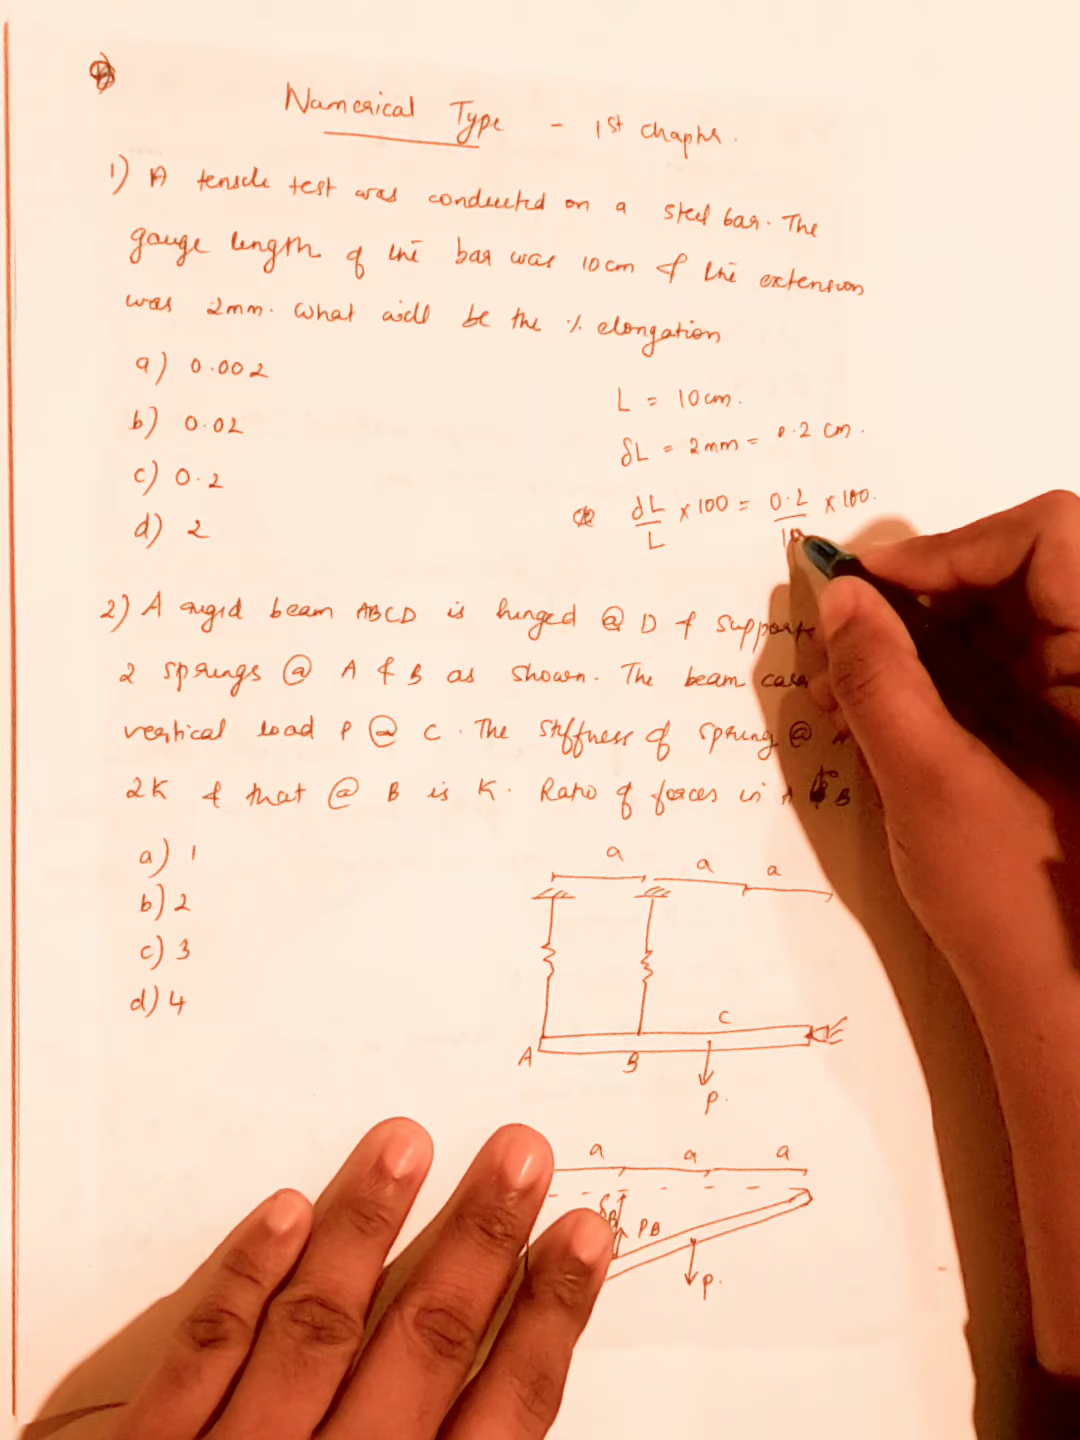 Numerical Type - 1st chapter.
1) A tensile test was conducted on a steel bar. The
gauge length of the bar was 10cm & the extension
was 2mm. What will be the % elongation
a) 0.002
b) 0.02
c) 0.2
d) 2
L = 10cm.
δL = 2mm = 0.2 cm.
dL/L × 100 = 0.2/10 × 100.
2) A rigid beam ABCD is hinged @ D & supporte
2 springs @ A & B as shown. The beam
vertical load P @ C. The stiffness of spring @ A
2K & that @ B is K. Ratio of forces in A to B
a) 1
b) 2
c) 3
d) 4
a a a
C
A B
P.
a a a
δB PB
P.